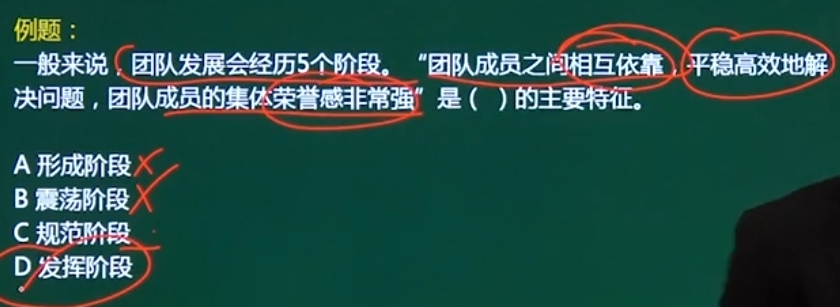 例题：
一般来说，团队发展会经历5个阶段。“团队成员之间相互依靠，平稳高效地解
决问题，团队成员的集体荣誉感非常强”是（ ）的主要特征。
A 形成阶段
B 震荡阶段
C 规范阶段
D 发挥阶段